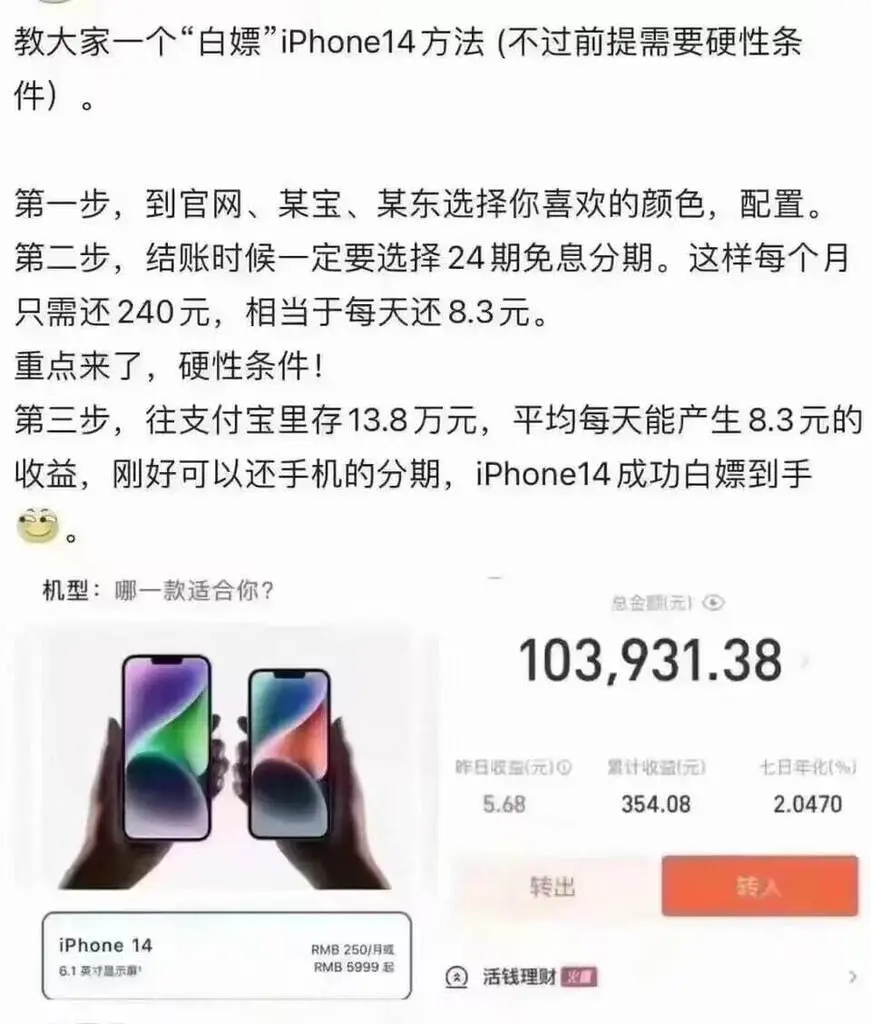 教大家一个“白嫖”iPhone14方法 (不过前提需要硬性条
件）。
第一步，到官网、某宝、某东选择你喜欢的颜色，配置。
第二步，结账时候一定要选择24期免息分期。这样每个月
只需还240元，相当于每天还8.3元。
重点来了，硬性条件！
第三步，往支付宝里存13.8万元，平均每天能产生8.3元的
收益，刚好可以还手机的分期，iPhone14成功白嫖到手
。
机型：哪一款适合你？
iPhone 14
6.1 英寸显示屏¹
RMB 250/月或
RMB 5999 起
总金额(元)
103,931.38
昨日收益(元) 累计收益(元) 七日年化(%)
5.68 354.08 2.0470
转出 转入
活钱理财